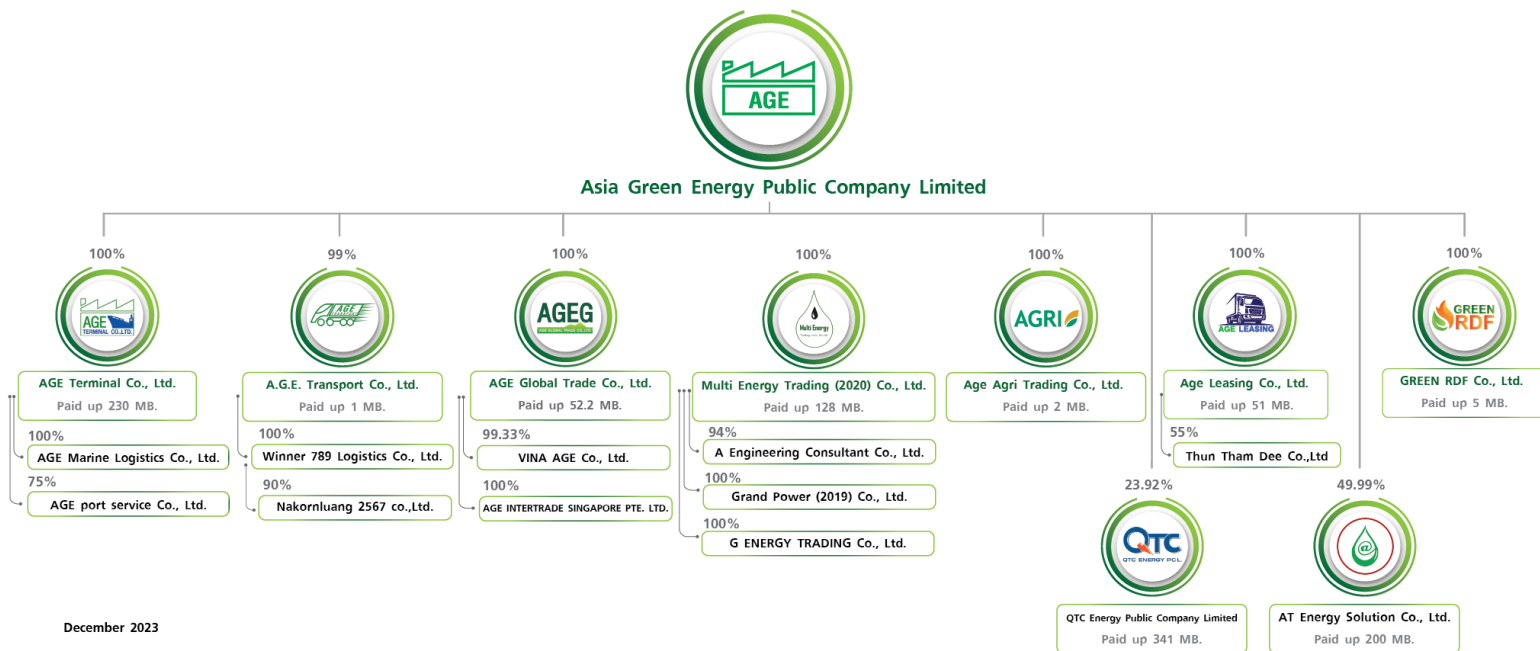 AGE
Asia Green Energy Public Company Limited
100%
AGE
TERMINAL CO.,LTD.
AGE Terminal Co., Ltd.
Paid up 230 MB.
100%
AGE Marine Logistics Co., Ltd.
75%
AGE port service Co., Ltd.
99%
AGE
A.G.E. Transport Co., Ltd.
Paid up 1 MB.
100%
Winner 789 Logistics Co., Ltd.
90%
Nakornluang 2567 co.,Ltd.
100%
AGEG
AGE GLOBAL TRADE CO.,LTD.
AGE Global Trade Co., Ltd.
Paid up 52.2 MB.
99.33%
VINA AGE Co., Ltd.
100%
AGE INTERTRADE SINGAPORE PTE. LTD.
100%
Multi Energy
Multi Energy Trading (2020) Co., Ltd.
Paid up 128 MB.
94%
A Engineering Consultant Co., Ltd.
100%
Grand Power (2019) Co., Ltd.
100%
G ENERGY TRADING Co., Ltd.
100%
AGRI
Age Agri Trading Co., Ltd.
Paid up 2 MB.
100%
AGE LEASING
Age Leasing Co., Ltd.
Paid up 51 MB.
55%
Thun Tham Dee Co.,Ltd
100%
GREEN
RDF
GREEN RDF Co., Ltd.
Paid up 5 MB.
23.92%
QTC
QTC ENERGY PCL.
QTC Energy Public Company Limited
Paid up 341 MB.
49.99%
@
AT Energy Solution Co., Ltd.
Paid up 200 MB.
December 2023